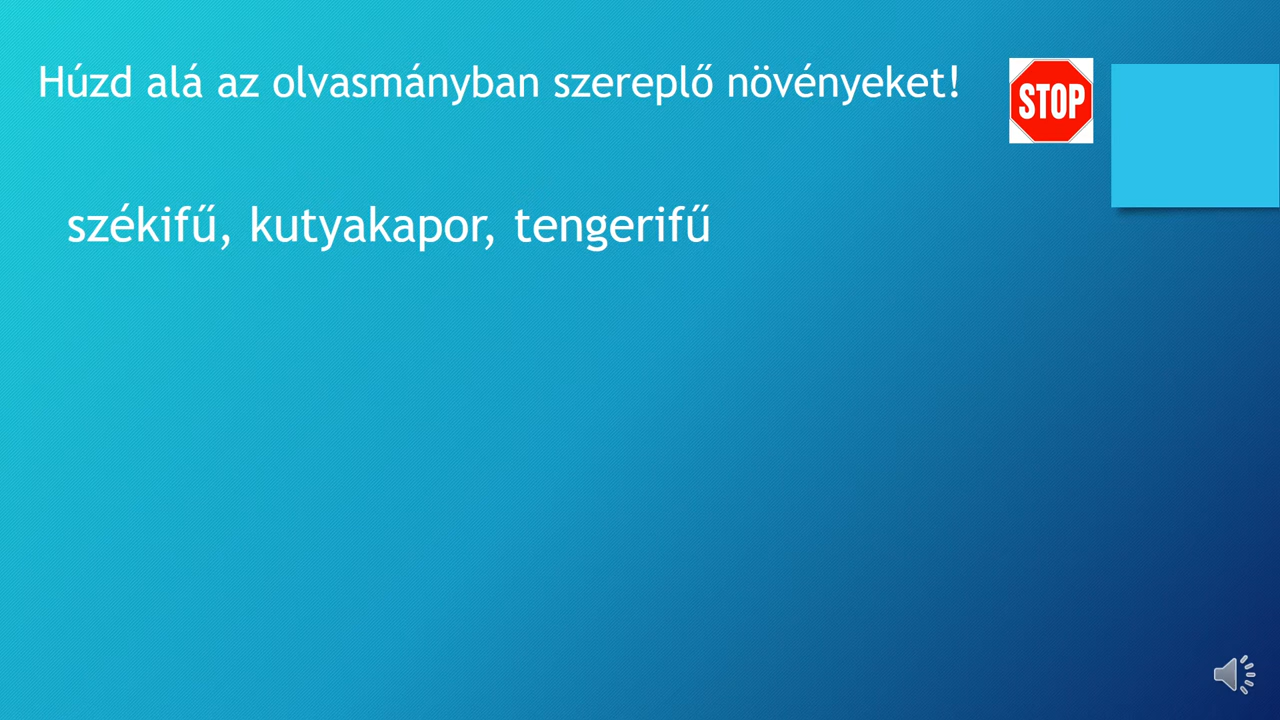 Húzd alá az olvasmányban szereplő növényeket!
STOP
székifű, kutyakapor, tengerifű